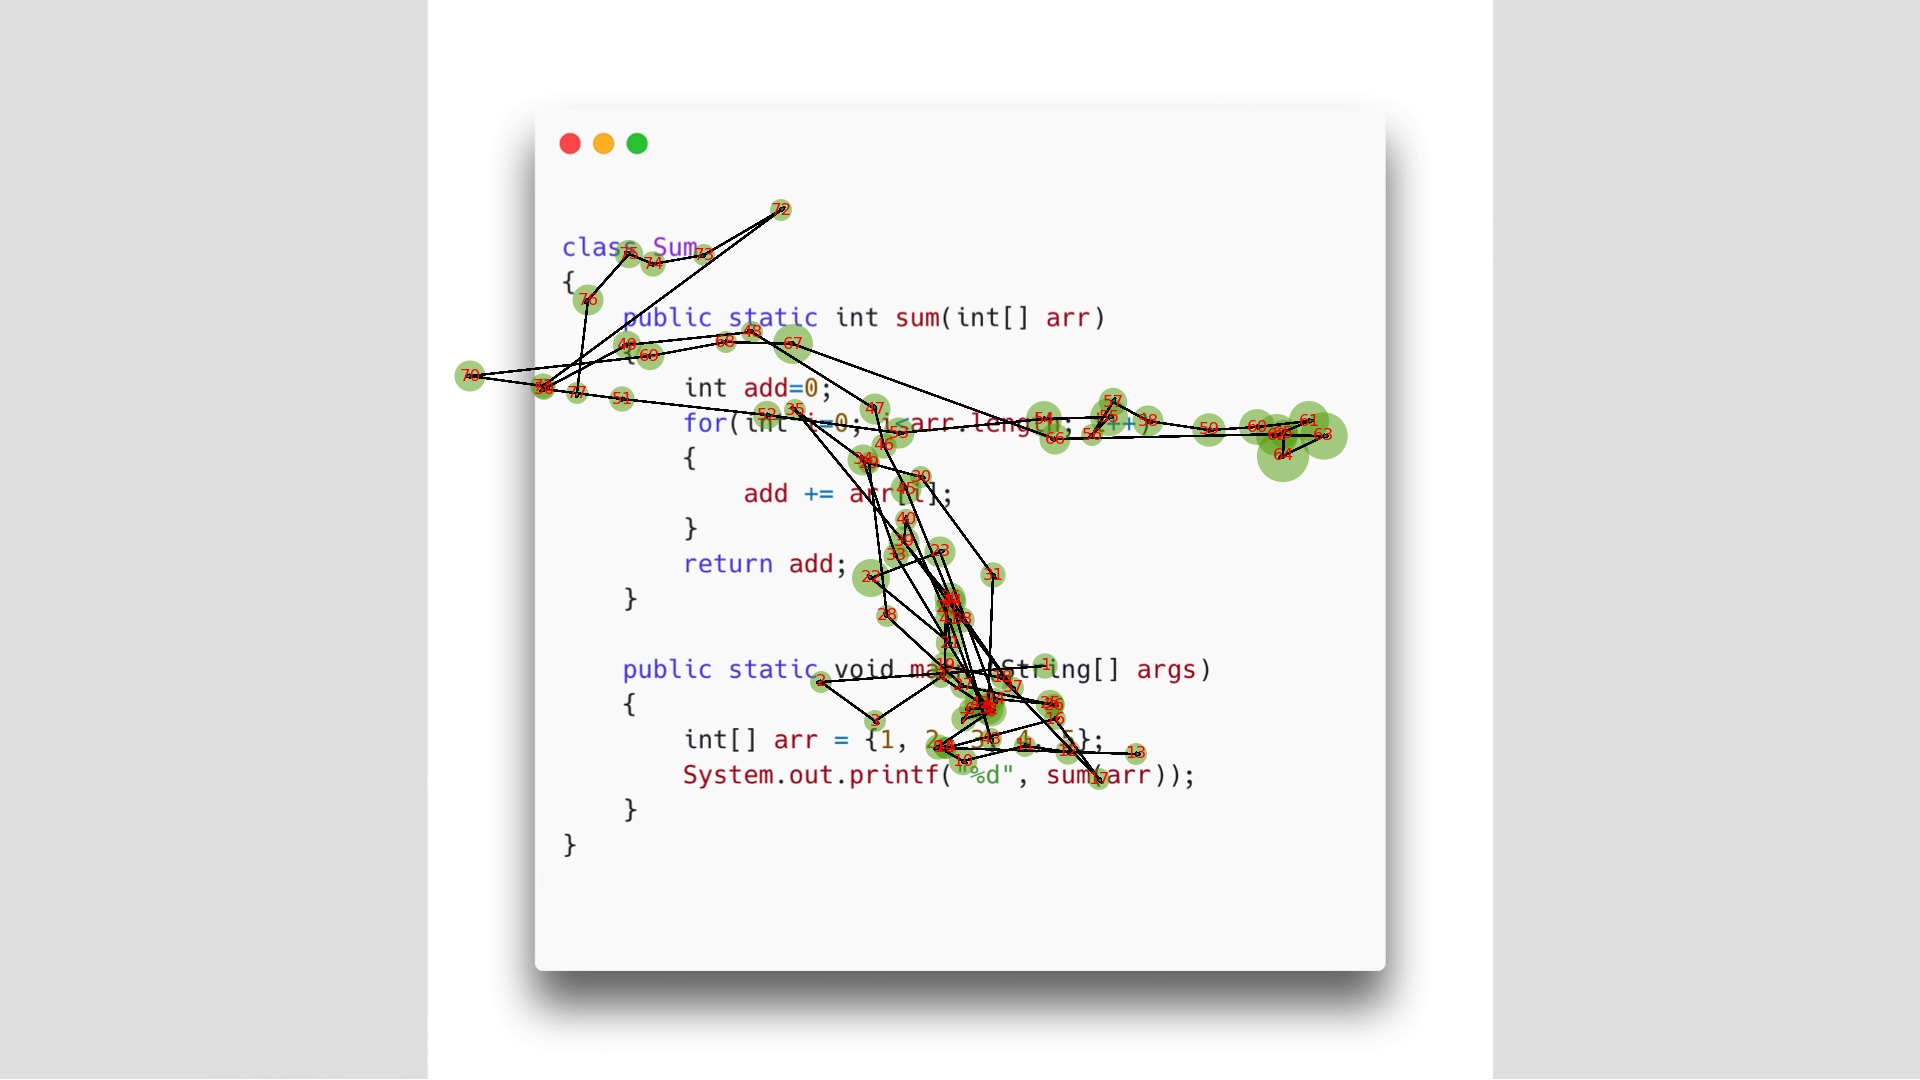 class Sum
{
public static int sum(int[] arr)
{
int add=0;
for(int i=0; i<arr.length; i++)
{
add += arr[i];
}
return add;
}
public static void main(String[] args)
{
int[] arr = {1, 2, 3, 4, 5};
System.out.printf("%d", sum(arr));
}
}